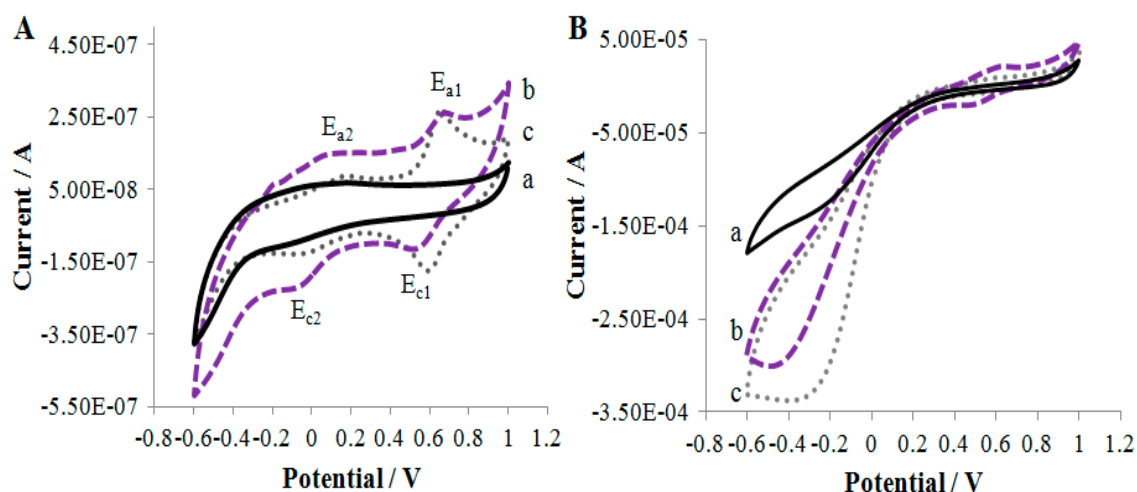 A
4.50E-07
2.50E-07
5.00E-08
-1.50E-07
-3.50E-07
-5.50E-07
Current / A
-0.8 -0.6 -0.4 -0.2 0 0.2 0.4 0.6 0.8 1 1.2
Potential / V
Ea1
Ea2
Ec1
Ec2
b
c
a
B
5.00E-05
-5.00E-05
-1.50E-04
-2.50E-04
-3.50E-04
Current / A
-0.8 -0.6 -0.4 -0.2 0 0.2 0.4 0.6 0.8 1 1.2
Potential / V
a
b
c